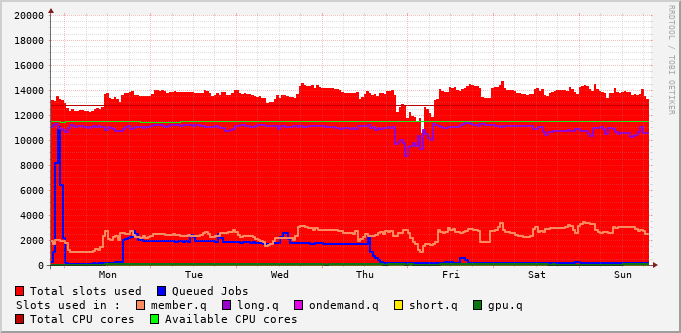 20000
18000
16000
14000
12000
10000
8000
6000
4000
2000
0
Mon Tue Wed Thu Fri Sat Sun
RRDTOOL / TOBI OETIKER
Total slots used Queued Jobs
Slots used in : member.q long.q ondemand.q short.q gpu.q
Total CPU cores Available CPU cores